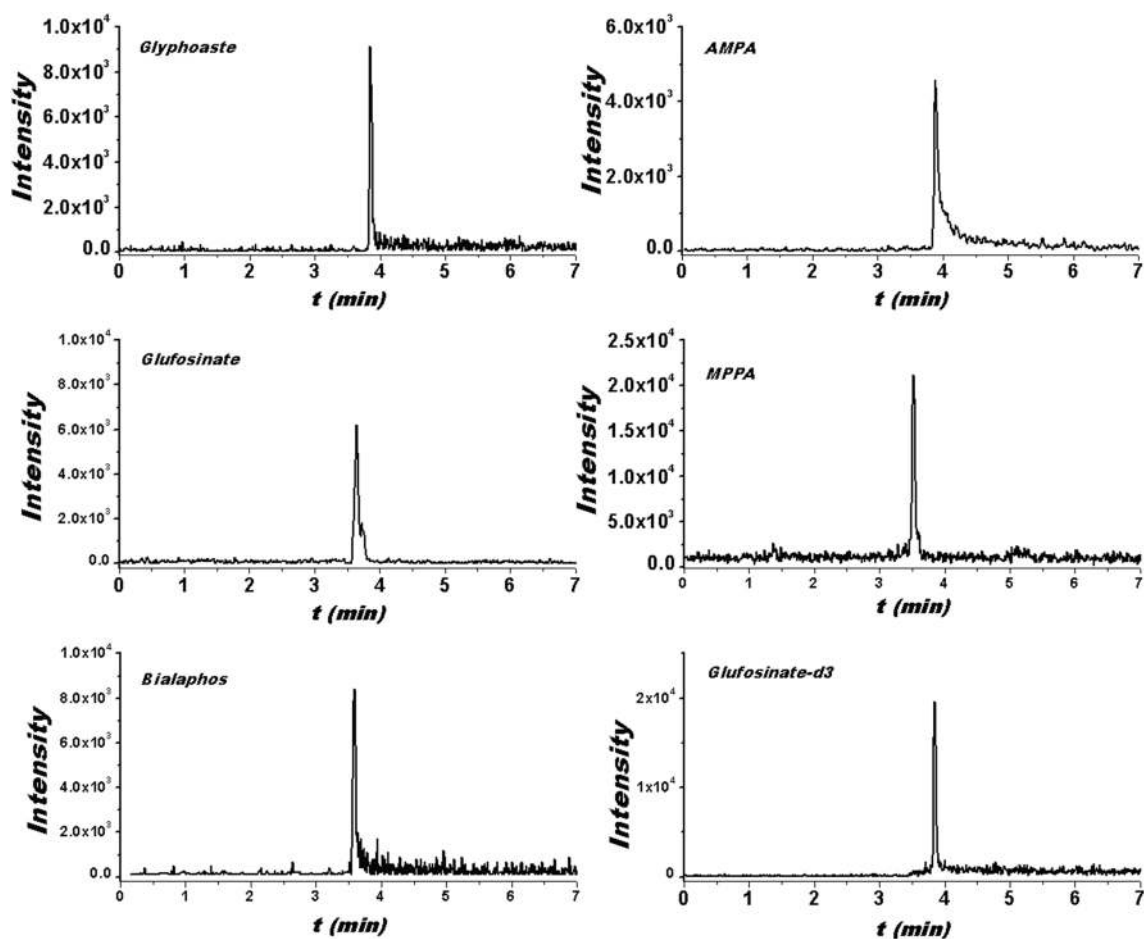 Glyphoaste
Intensity
1.0x10⁴
8.0x10³
6.0x10³
4.0x10³
2.0x10³
0.0
0 1 2 3 4 5 6 7
t (min)
AMPA
Intensity
6.0x10³
4.0x10³
2.0x10³
0.0
0 1 2 3 4 5 6 7
t (min)
Glufosinate
Intensity
1.0x10⁴
8.0x10³
6.0x10³
4.0x10³
2.0x10³
0.0
0 1 2 3 4 5 6 7
t (min)
MPPA
Intensity
2.5x10⁴
2.0x10⁴
1.5x10⁴
1.0x10⁴
5.0x10³
0.0
0 1 2 3 4 5 6 7
t (min)
Bialaphos
Intensity
1.0x10⁴
8.0x10³
6.0x10³
4.0x10³
2.0x10³
0.0
0 1 2 3 4 5 6 7
t (min)
Glufosinate-d3
Intensity
2x10⁴
1x10⁴
0
0 1 2 3 4 5 6 7
t (min)